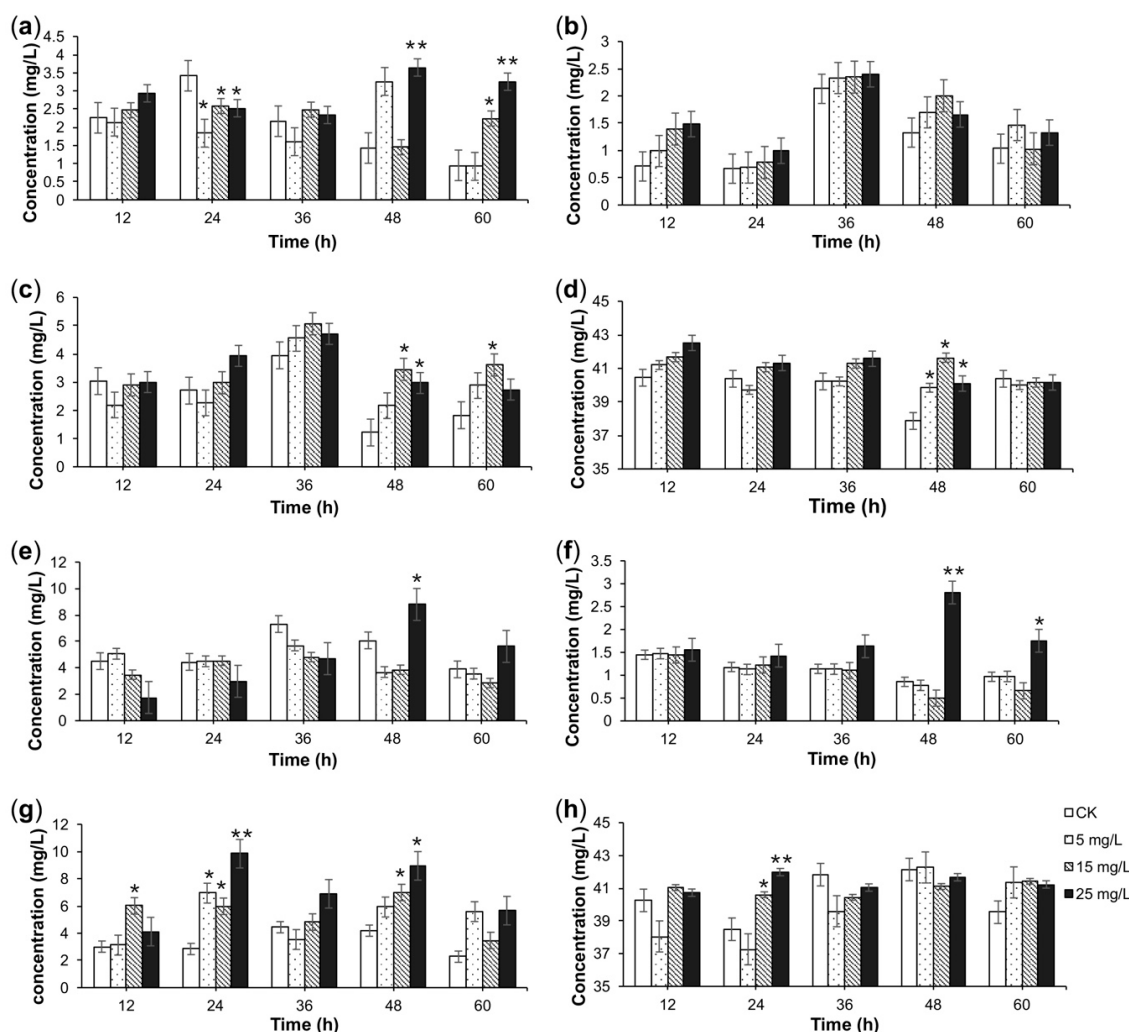 (a)
Concentration (mg/L)
4.5
4
3.5
3
2.5
2
1.5
1
0.5
0
* * *
**
* **
12 24 36 48 60
Time (h)
(b)
Concentration (mg/L)
2.5
2
1.5
1
0.5
0
12 24 36 48 60
Time (h)
(c)
Concentration (mg/L)
6
5
4
3
2
1
0
* *
*
12 24 36 48 60
Time (h)
(d)
Concentration (mg/L)
45
43
41
39
37
35
* * *
12 24 36 48 60
Time (h)
(e)
Concentration (mg/L)
12
10
8
6
4
2
0
*
12 24 36 48 60
Time (h)
(f)
Concentration (mg/L)
3.5
3
2.5
2
1.5
1
0.5
0
**
*
12 24 36 48 60
Time (h)
(g)
concentration (mg/L)
12
10
8
6
4
2
0
*
* * **
* *
12 24 36 48 60
Time (h)
(h)
Concentration (mg/L)
45
43
41
39
37
35
* **
12 24 36 48 60
Time (h)
CK
5 mg/L
15 mg/L
25 mg/L